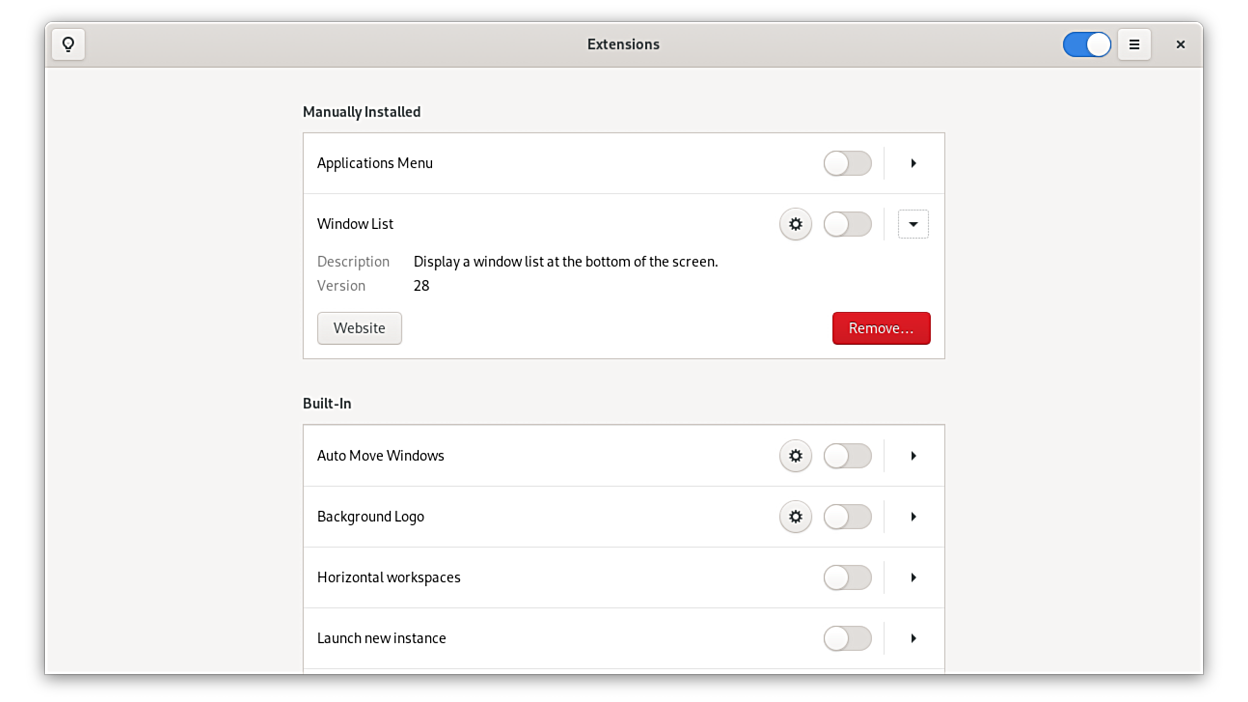 Extensions
Manually Installed
Applications Menu
Window List
Description Display a window list at the bottom of the screen.
Version 28
Website Remove…
Built-In
Auto Move Windows
Background Logo
Horizontal workspaces
Launch new instance